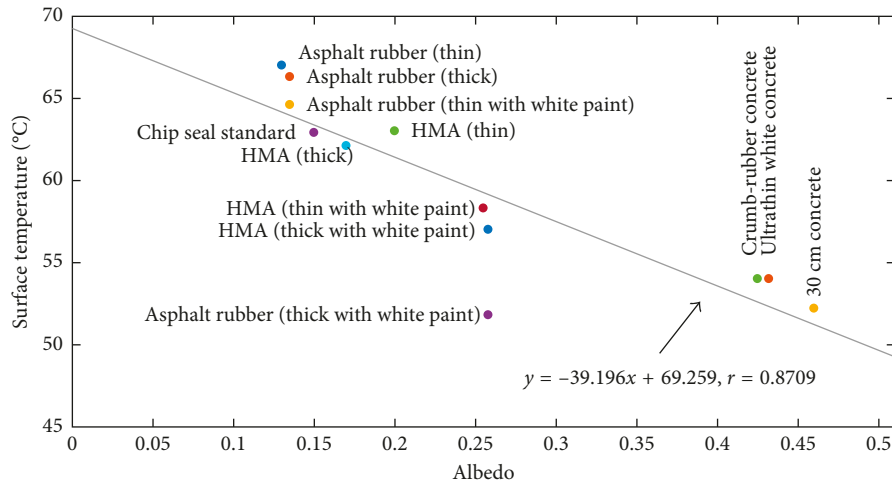 70
65
60
55
50
45
Surface temperature (°C)
Asphalt rubber (thin)
Asphalt rubber (thick)
Asphalt rubber (thin with white paint)
Chip seal standard
HMA (thin)
HMA (thick)
HMA (thin with white paint)
HMA (thick with white paint)
Asphalt rubber (thick with white paint)
Crumb-rubber concrete
Ultrathin white concrete
30 cm concrete
y = –39.196x + 69.259, r = 0.8709
0 0.05 0.1 0.15 0.2 0.25 0.3 0.35 0.4 0.45 0.5
Albedo